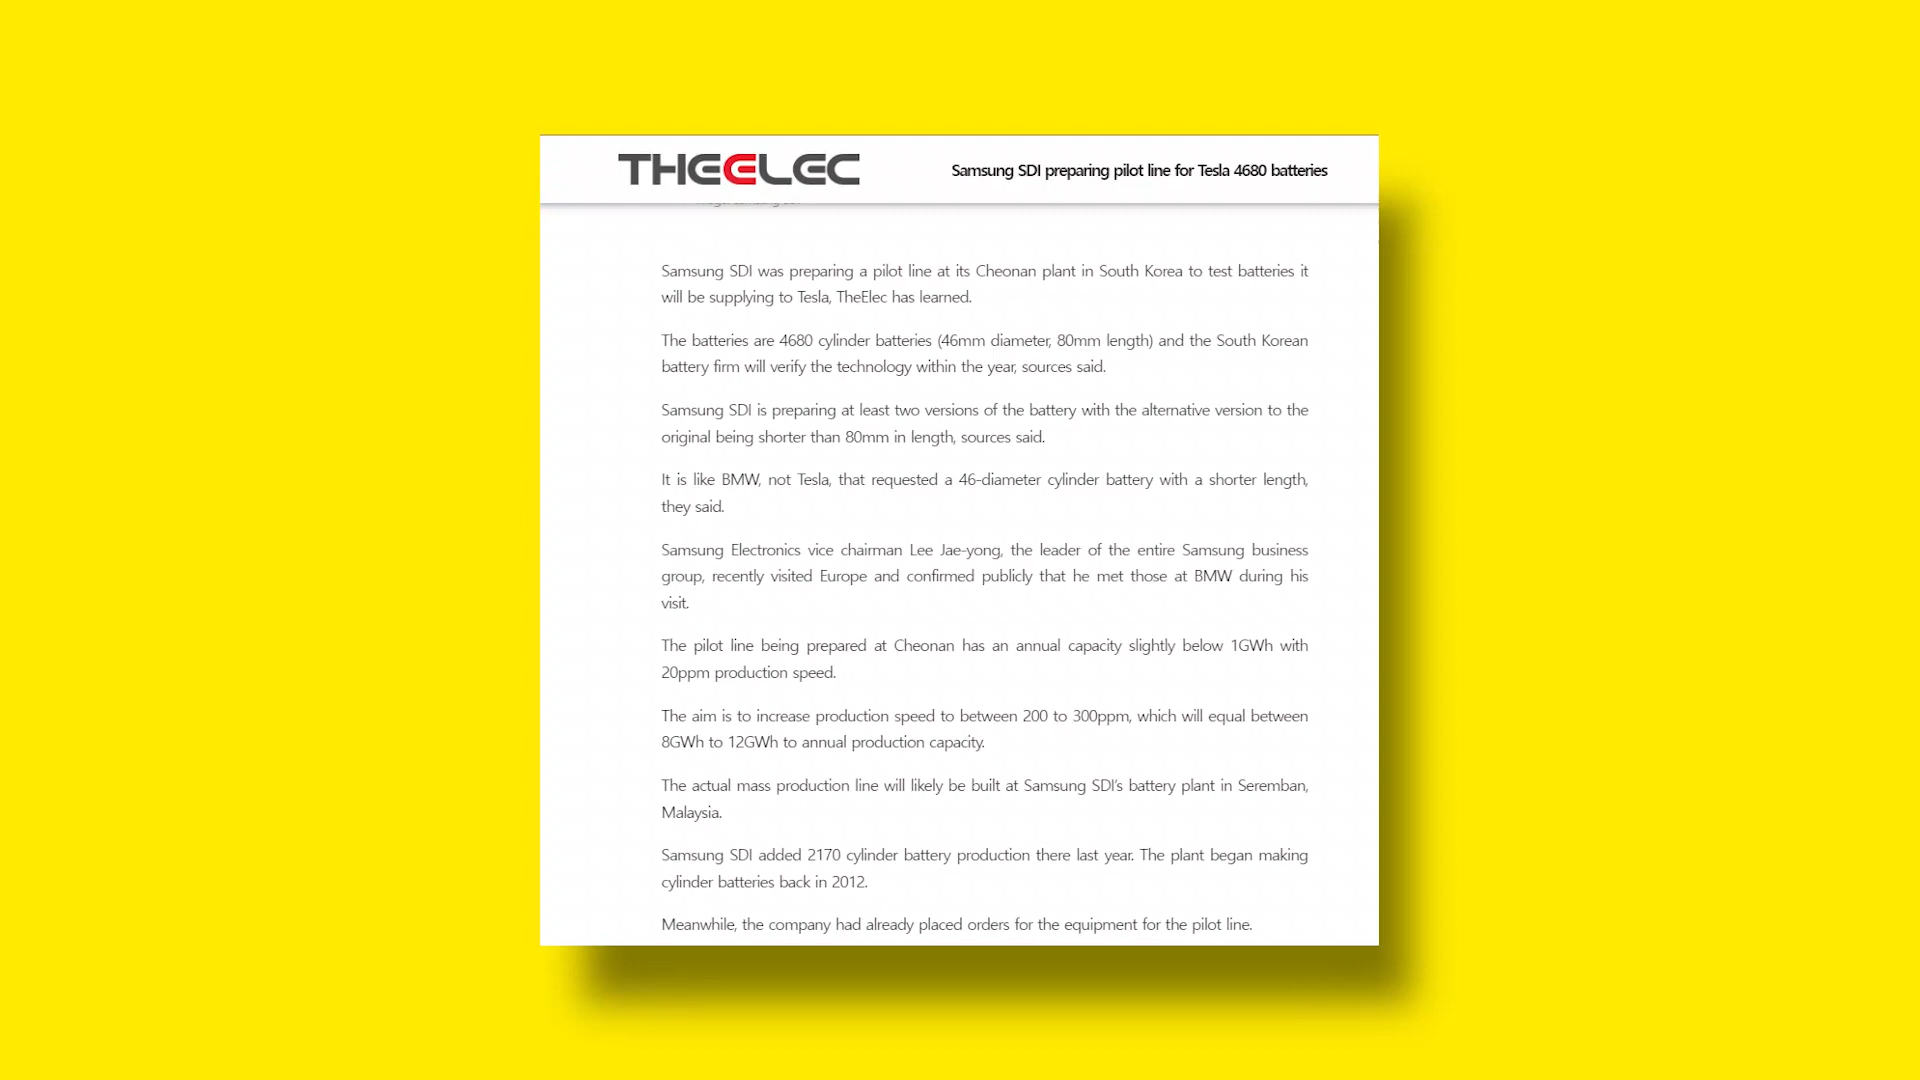 THEELEC
Samsung SDI preparing pilot line for Tesla 4680 batteries
Samsung SDI was preparing a pilot line at its Cheonan plant in South Korea to test batteries it
will be supplying to Tesla, TheElec has learned.
The batteries are 4680 cylinder batteries (46mm diameter, 80mm length) and the South Korean
battery firm will verify the technology within the year, sources said.
Samsung SDI is preparing at least two versions of the battery with the alternative version to the
original being shorter than 80mm in length, sources said.
It is like BMW, not Tesla, that requested a 46-diameter cylinder battery with a shorter length,
they said.
Samsung Electronics vice chairman Lee Jae-yong, the leader of the entire Samsung business
group, recently visited Europe and confirmed publicly that he met those at BMW during his
visit.
The pilot line being prepared at Cheonan has an annual capacity slightly below 1GWh with
20ppm production speed.
The aim is to increase production speed to between 200 to 300ppm, which will equal between
8GWh to 12GWh to annual production capacity.
The actual mass production line will likely be built at Samsung SDI's battery plant in Seremban,
Malaysia.
Samsung SDI added 2170 cylinder battery production there last year. The plant began making
cylinder batteries back in 2012.
Meanwhile, the company had already placed orders for the equipment for the pilot line.